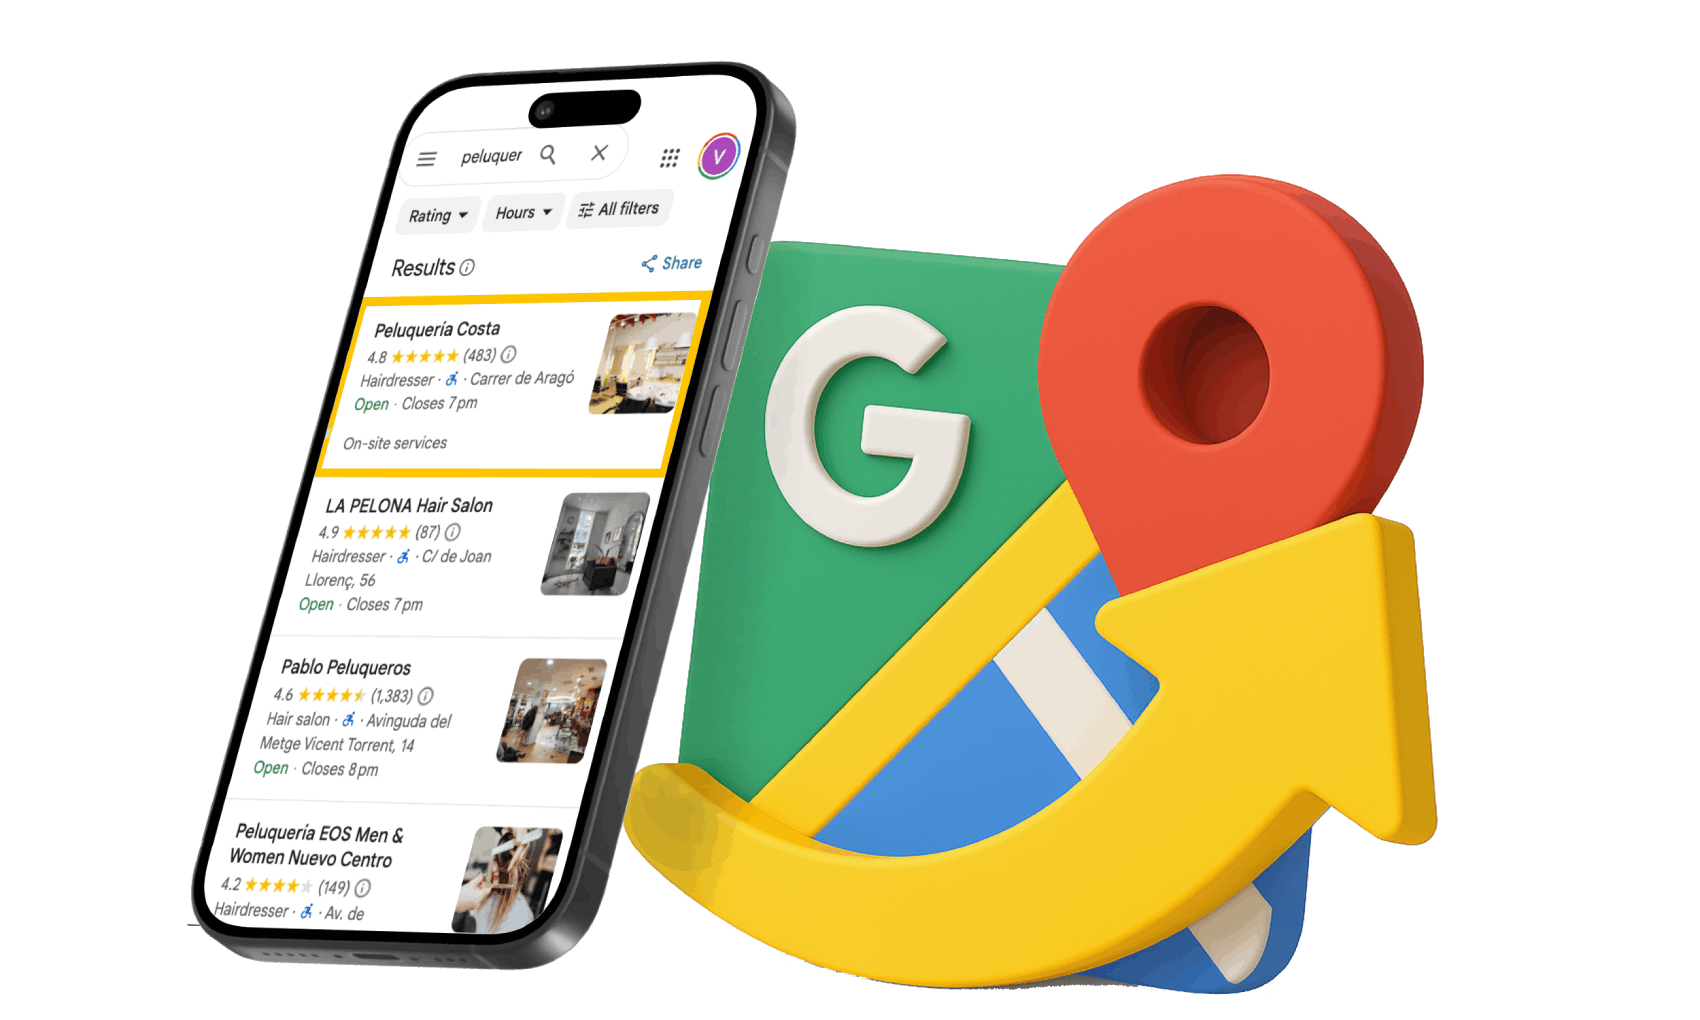 peluquer
V
Rating
Hours
All filters
Results
Share
Peluquería Costa
4.8 (483)
Hairdresser · · Carrer de Aragó
Open · Closes 7 pm
On-site services
LA PELONA Hair Salon
4.9 (87)
Hairdresser · · C/ de Joan
Llorenç, 56
Open · Closes 7 pm
Pablo Peluqueros
4.6 (1,383)
Hair salon · · Avinguda del
Metge Vicent Torrent, 14
Open · Closes 8 pm
Peluquería EOS Men &
Women Nuevo Centro
4.2 (149)
Hairdresser · · Av. de
G